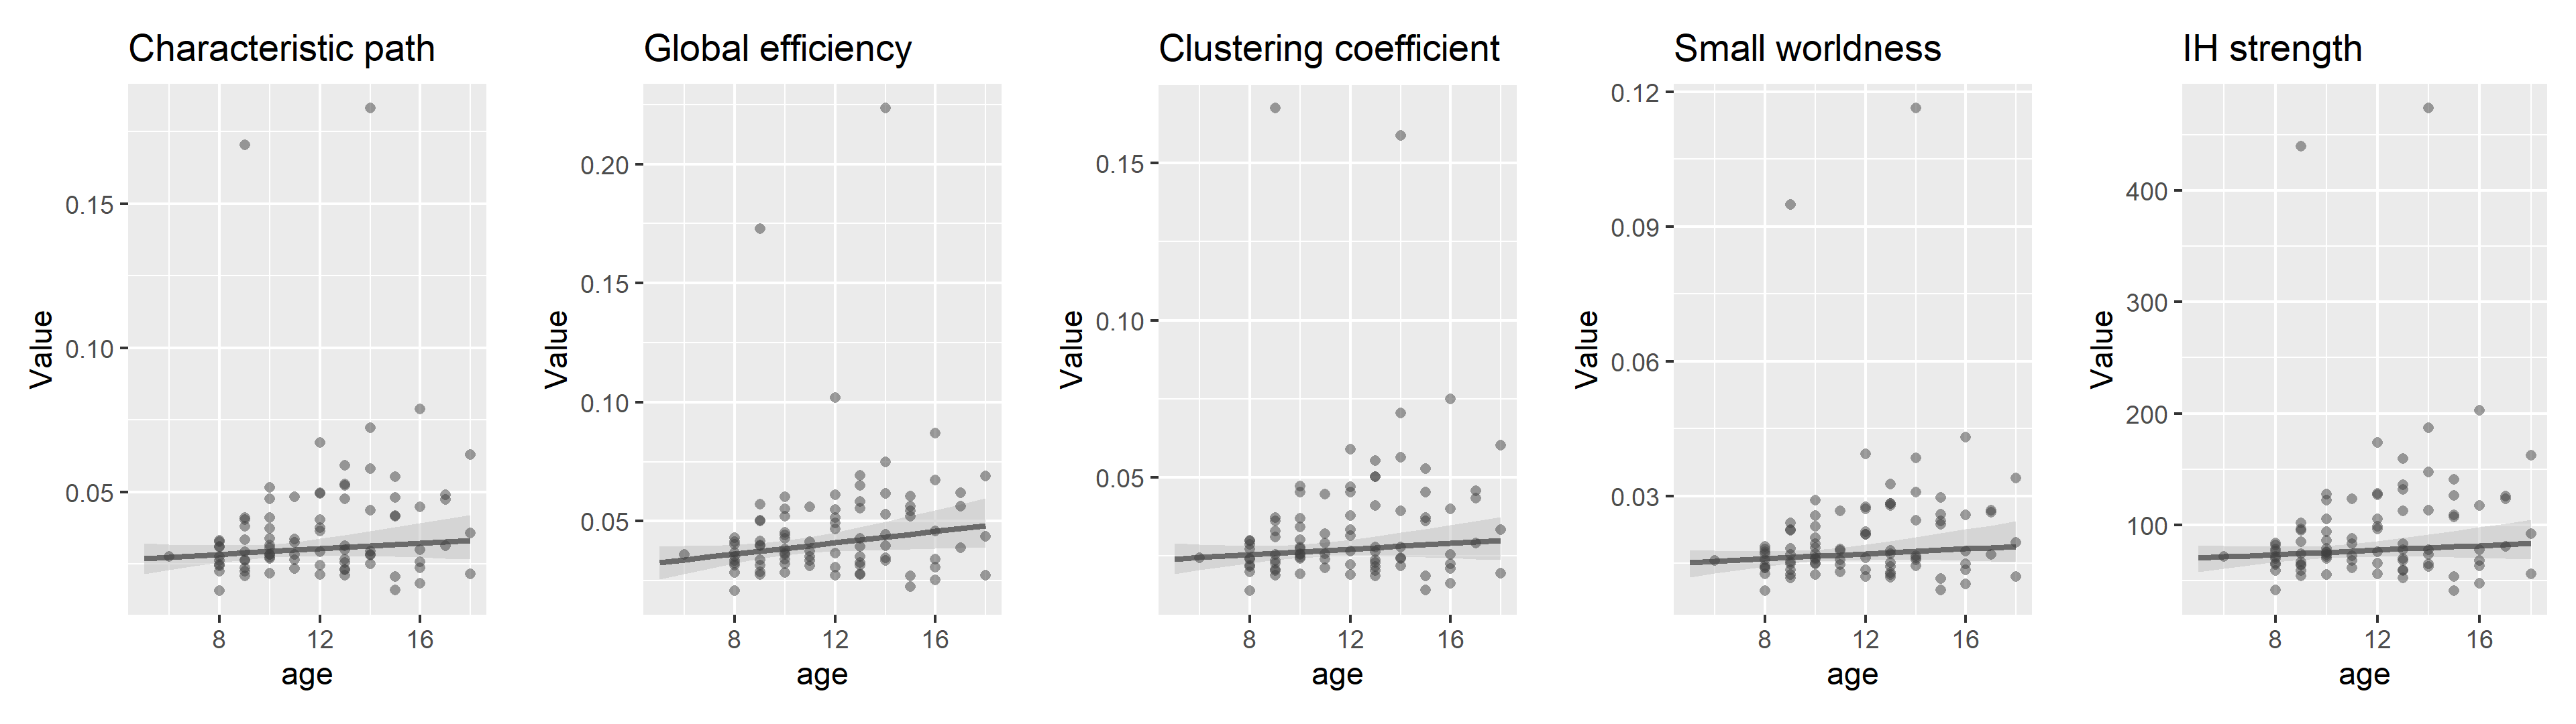 Characteristic path
Value
0.15
0.10
0.05
8 12 16
age
Global efficiency
Value
0.20
0.15
0.10
0.05
8 12 16
age
Clustering coefficient
Value
0.15
0.10
0.05
8 12 16
age
Small worldness
Value
0.12
0.09
0.06
0.03
8 12 16
age
IH strength
Value
400
300
200
100
8 12 16
age